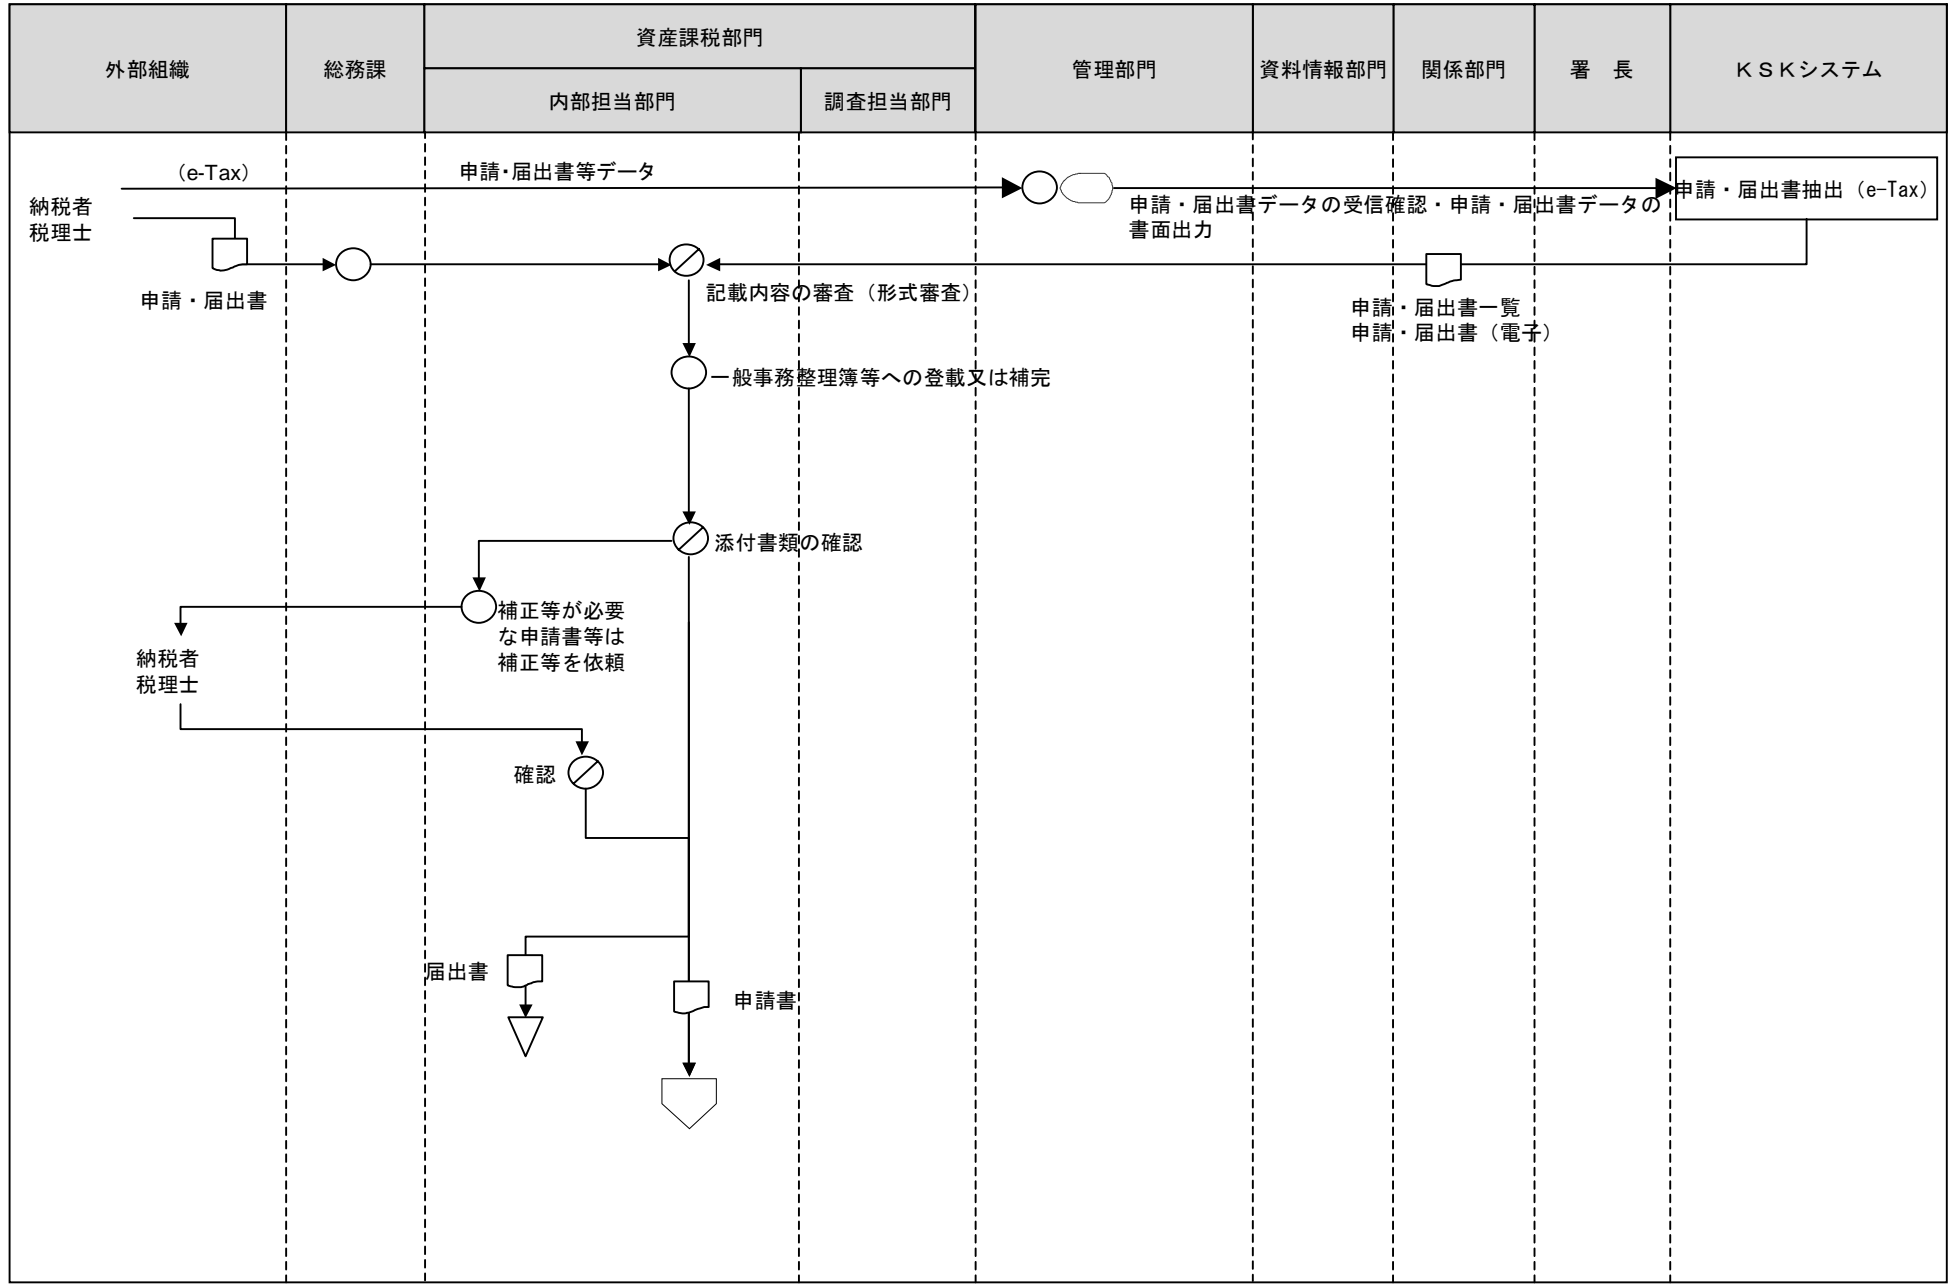 外部組織
総務課
資産課税部門
内部担当部門
調査担当部門
管理部門
資料情報部門
関係部門
署　長
ＫＳＫシステム
（e-Tax）
申請・届出書等データ
納税者
税理士
申請・届出書データの受信確認・申請・届出書データの
書面出力
申請・届出書抽出（e-Tax）
申請・届出書
記載内容の審査（形式審査）
申請・届出書一覧
申請・届出書（電子）
一般事務整理簿等への登載又は補完
添付書類の確認
補正等が必要
な申請書等は
補正等を依頼
納税者
税理士
確認
届出書
申請書